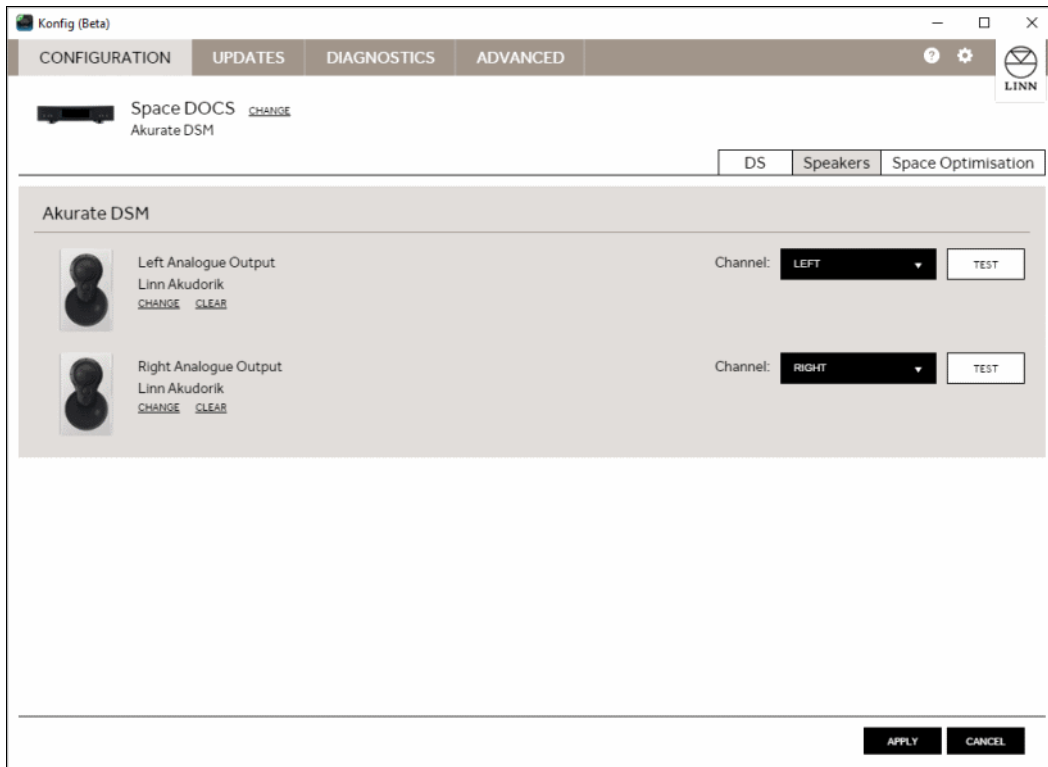 Konfig (Beta)
CONFIGURATION UPDATES DIAGNOSTICS ADVANCED
LINN
Space DOCS CHANGE
Akurate DSM
DS Speakers Space Optimisation
Akurate DSM
Left Analogue Output
Linn Akudorik
CHANGE CLEAR
Channel: LEFT TEST
Right Analogue Output
Linn Akudorik
CHANGE CLEAR
Channel: RIGHT TEST
APPLY CANCEL